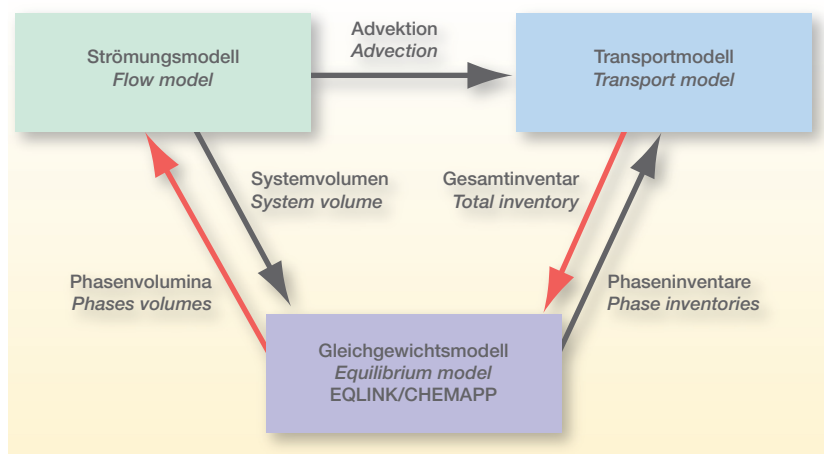 Strömungsmodell
Flow model
Advektion
Advection
Transportmodell
Transport model
Systemvolumen
System volume
Gesamtinventar
Total inventory
Phasenvolumina
Phases volumes
Phaseninventare
Phase inventories
Gleichgewichtsmodell
Equilibrium model
EQLINK/CHEMAPP